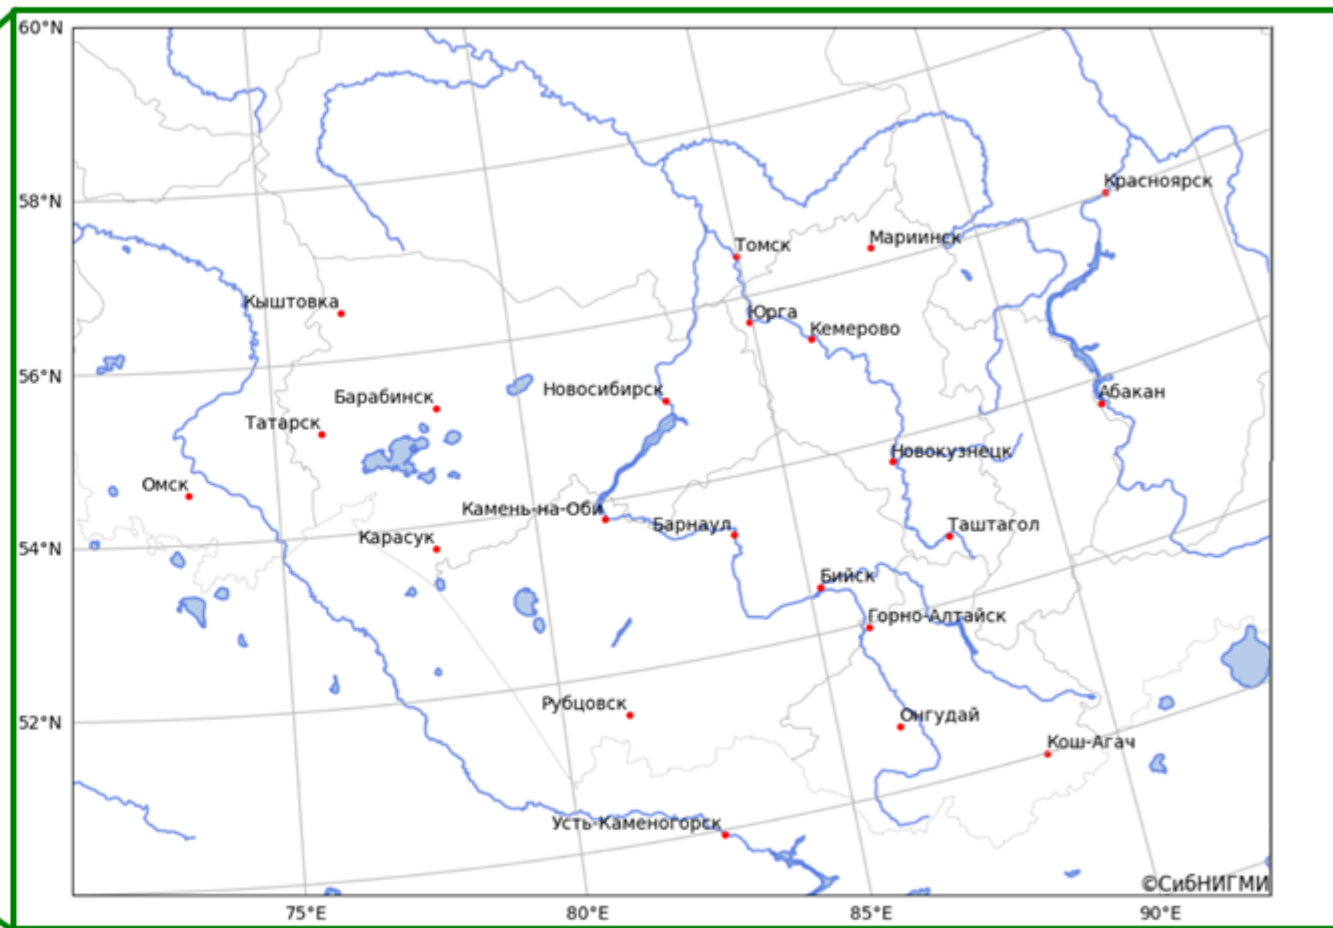 60°N
58°N
Красноярск
Томск
Мариинск
Кыштовка
Юрга
Кемерово
56°N
Барабинск
Новосибирск
Абакан
Татарск
Новокузнецк
Омск
Камень-на-Оби
Барнаул
Таштагол
54°N
Карасук
Бийск
Горно-Алтайск
52°N
Рубцовск
Онгудай
Кош-Агач
Усть-Каменогорск
©СибНИГМИ
75°E
80°E
85°E
90°E